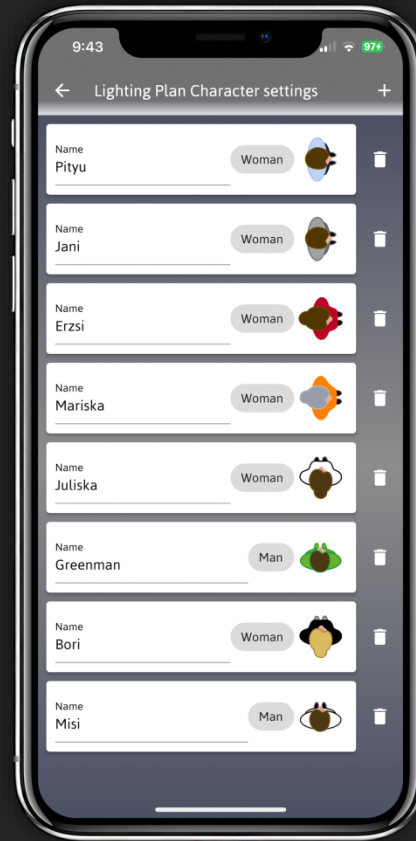 9:43
97
Lighting Plan Character settings
Name
Pityu
Woman
Name
Jani
Woman
Name
Erzsi
Woman
Name
Mariska
Woman
Name
Juliska
Woman
Name
Greenman
Man
Name
Bori
Woman
Name
Misi
Man